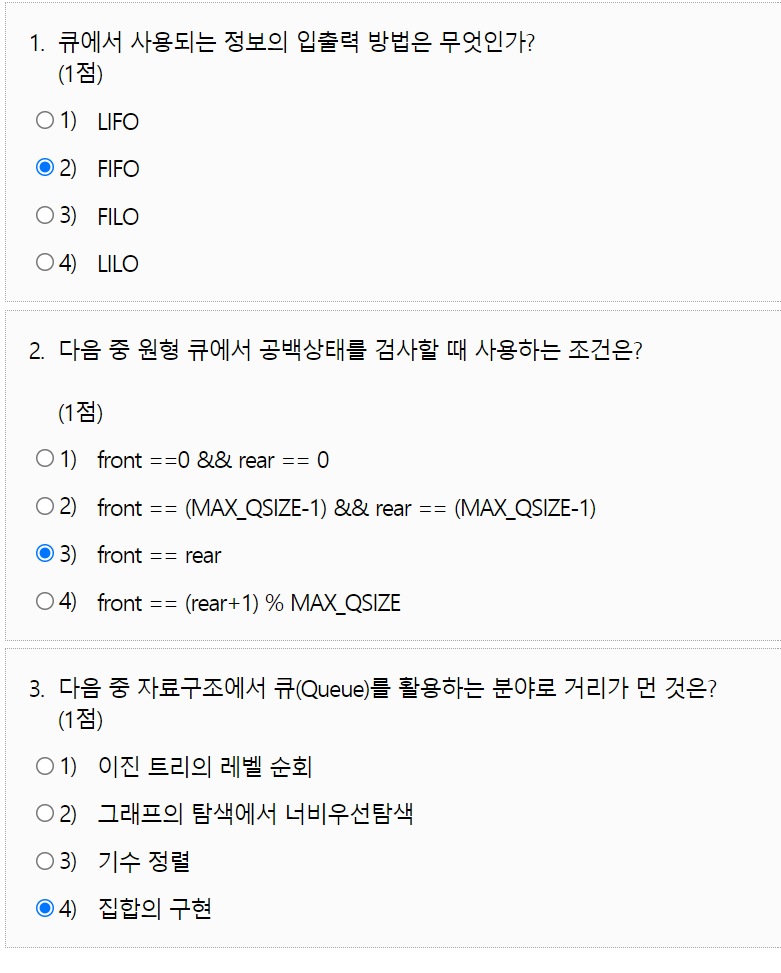 1. 큐에서 사용되는 정보의 입출력 방법은 무엇인가?
(1점)
1) LIFO
2) FIFO
3) FILO
4) LILO
2. 다음 중 원형 큐에서 공백상태를 검사할 때 사용하는 조건은?
(1점)
1) front ==0 && rear == 0
2) front == (MAX_QSIZE-1) && rear == (MAX_QSIZE-1)
3) front == rear
4) front == (rear+1) % MAX_QSIZE
3. 다음 중 자료구조에서 큐(Queue)를 활용하는 분야로 거리가 먼 것은?
(1점)
1) 이진 트리의 레벨 순회
2) 그래프의 탐색에서 너비우선탐색
3) 기수 정렬
4) 집합의 구현